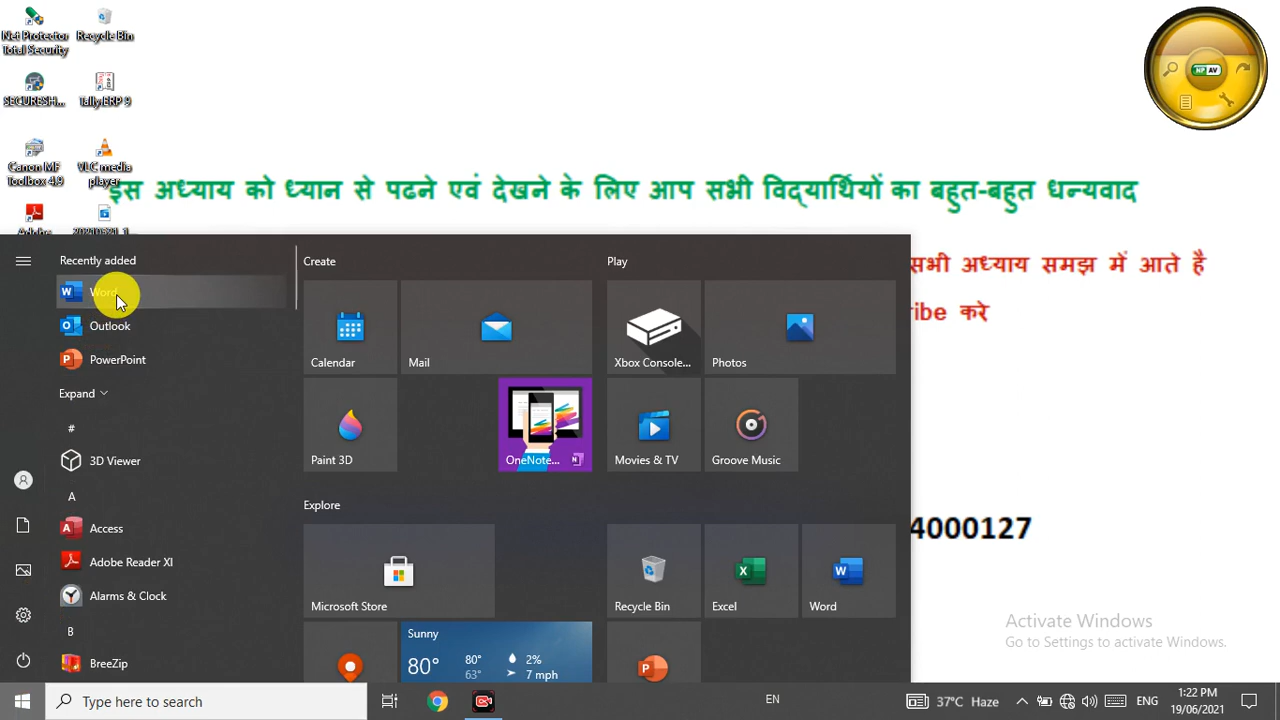 Net Protector
Total Security
Recycle Bin
SECURESH...
Tally.ERP 9
Canon MF
Toolbox 4.9
VLC media
player
NP AV
इस अध्याय को ध्यान से पढने एवं देखने के लिए आप सभी विद्यार्थियों का बहुत-बहुत धन्यवाद
सभी अध्याय समझ में आते है
ribe करे
4000127
Recently added
Word
Outlook
PowerPoint
Expand
#
3D Viewer
A
Access
Adobe Reader XI
Alarms & Clock
B
BreeZip
Create
Calendar
Mail
Paint 3D
OneNote...
Play
Xbox Console...
Photos
Movies & TV
Groove Music
Explore
Microsoft Store
Recycle Bin
Excel
Word
Sunny
80°
80°
63°
2%
7 mph
Activate Windows
Go to Settings to activate Windows.
Type here to search
EN
37°C Haze
ENG
1:22 PM
19/06/2021